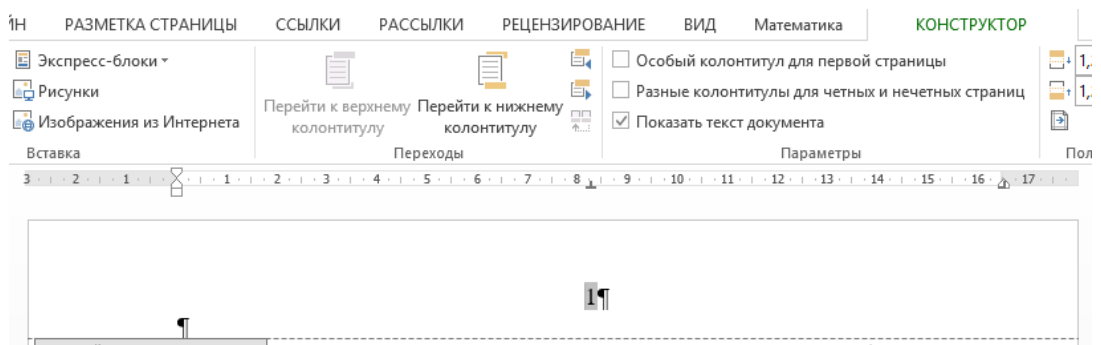 ЙН РАЗМЕТКА СТРАНИЦЫ ССЫЛКИ РАССЫЛКИ РЕЦЕНЗИРОВАНИЕ ВИД Математика КОНСТРУКТОР
Экспресс-блоки
Рисунки
Изображения из Интернета
Вставка
Перейти к верхнему
колонтитулу
Перейти к нижнему
колонтитулу
Переходы
Особый колонтитул для первой страницы
Разные колонтитулы для четных и нечетных страниц
Показать текст документа
Параметры
1,
1,
Пол
3 2 1 1 2 3 4 5 6 7 8 9 10 11 12 13 14 15 16 17
1¶
¶